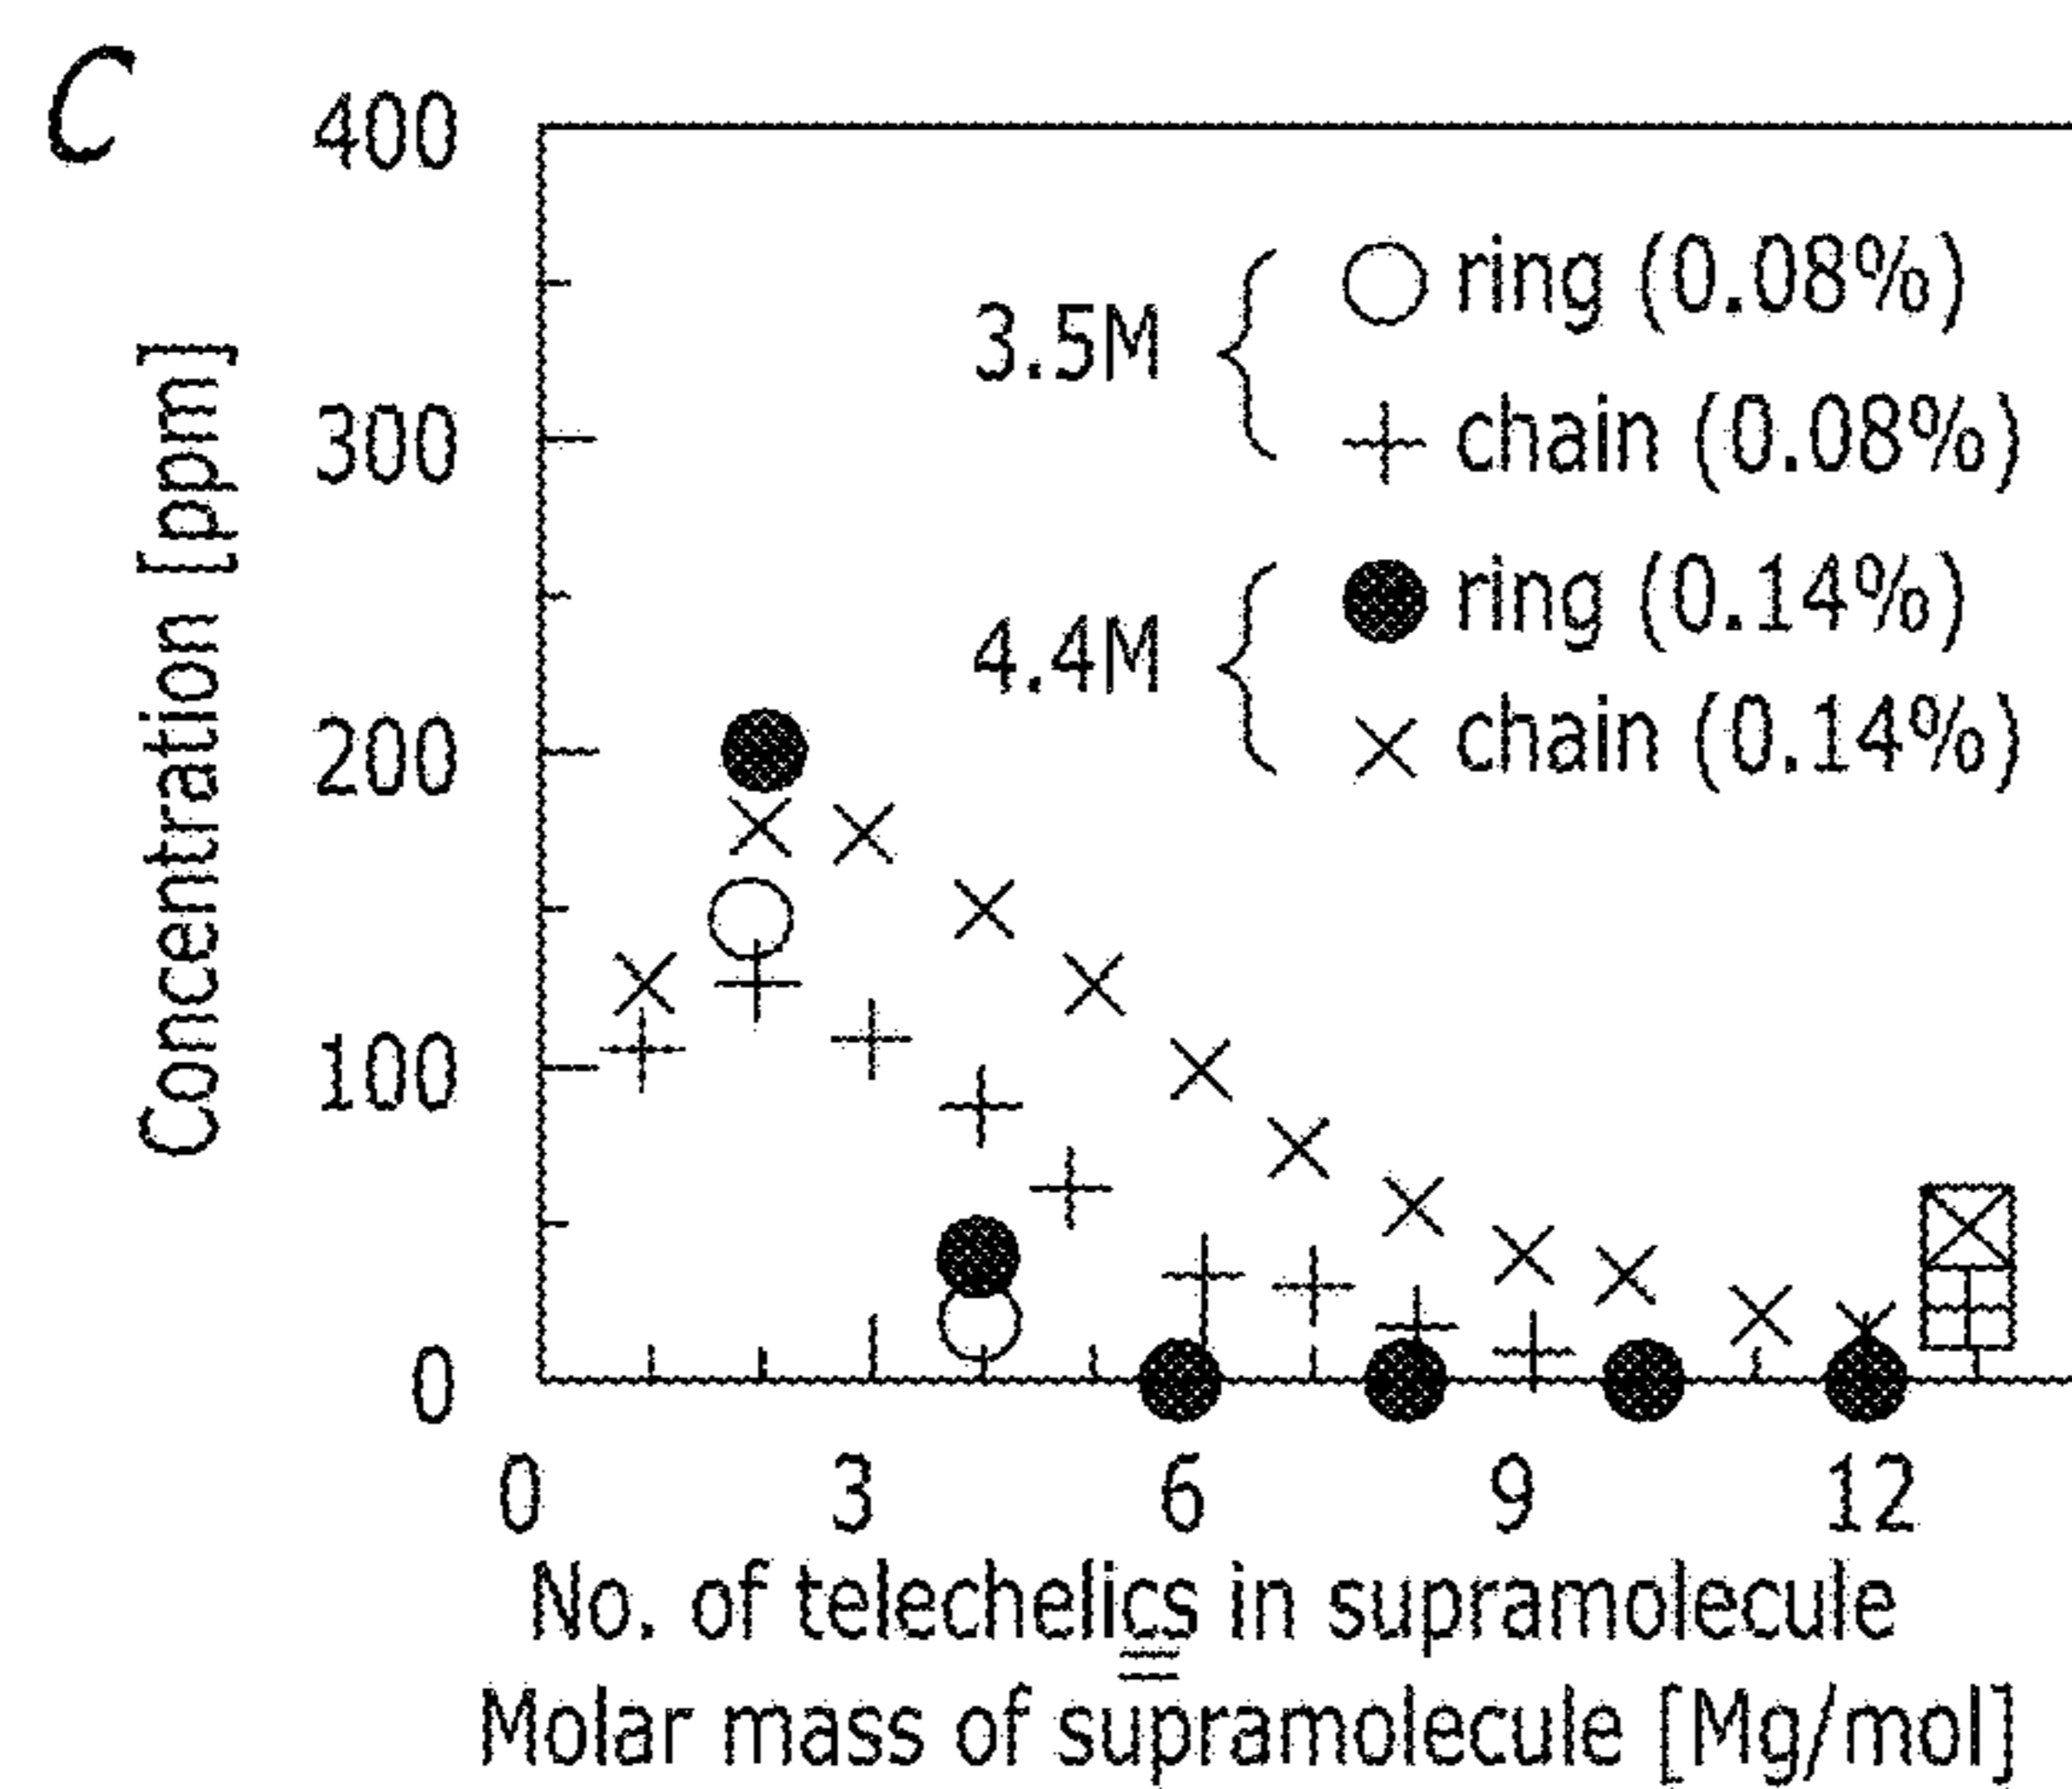 C
400
300
200
100
0
Concentration [ppm]
3.5M
ring (0.08%)
chain (0.08%)
4.4M
ring (0.14%)
chain (0.14%)
0 3 6 9 12
No. of telechelics in supramolecule
=
Molar mass of supramolecule [Mg/mol]